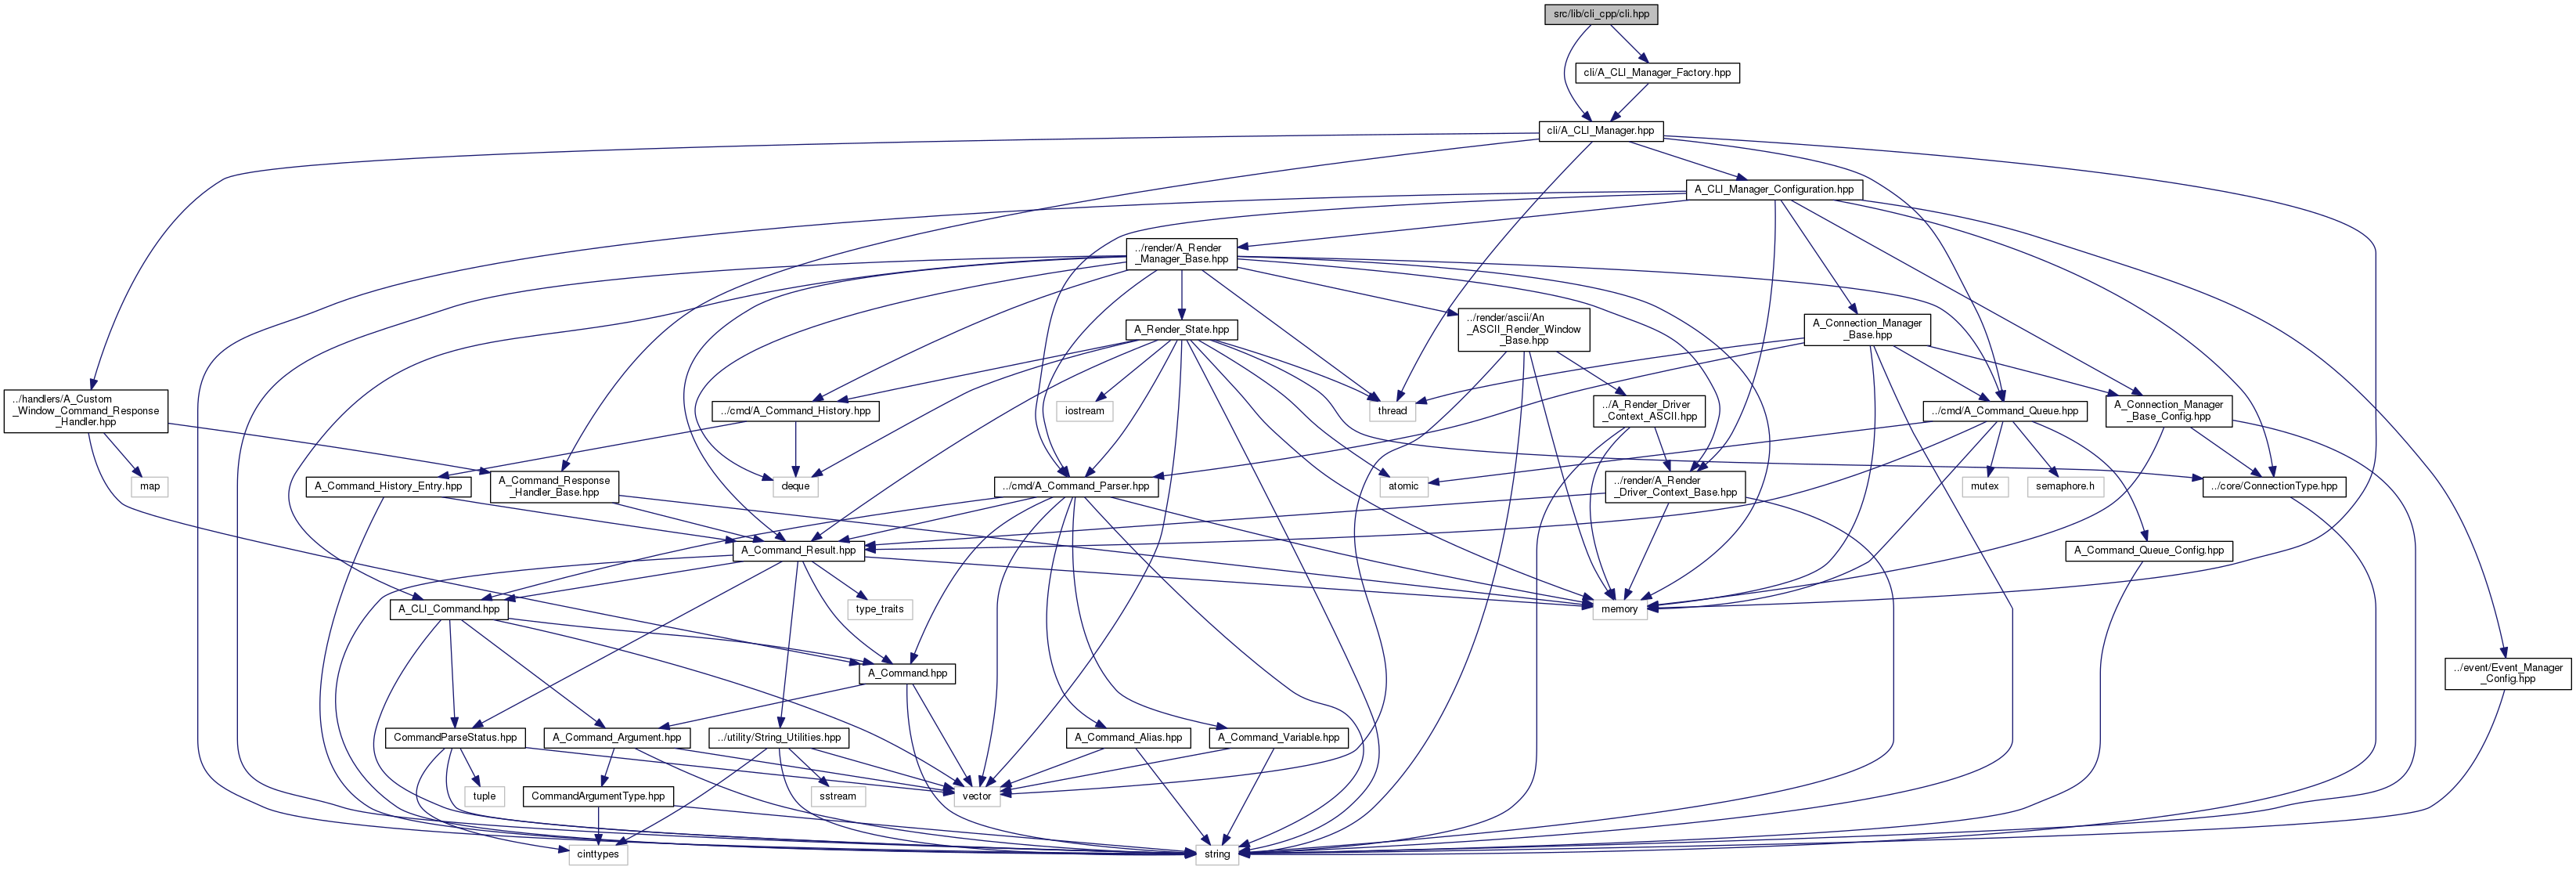 src/lib/cli_cpp/cli.hpp
cli/A_CLI_Manager_Factory.hpp
cli/A_CLI_Manager.hpp
A_CLI_Manager_Configuration.hpp
../render/A_Render
_Manager_Base.hpp
../render/ascii/An
_ASCII_Render_Window
_Base.hpp
A_Connection_Manager
_Base.hpp
A_Render_State.hpp
../handlers/A_Custom
_Window_Command_Response
_Handler.hpp
../cmd/A_Command_History.hpp
iostream
thread
../A_Render_Driver
_Context_ASCII.hpp
../cmd/A_Command_Queue.hpp
A_Connection_Manager
_Base_Config.hpp
map
A_Command_History_Entry.hpp
A_Command_Response
_Handler_Base.hpp
deque
../cmd/A_Command_Parser.hpp
atomic
../render/A_Render
_Driver_Context_Base.hpp
mutex
semaphore.h
../core/ConnectionType.hpp
A_Command_Result.hpp
A_Command_Queue_Config.hpp
A_CLI_Command.hpp
type_traits
memory
A_Command.hpp
../event/Event_Manager
_Config.hpp
CommandParseStatus.hpp
A_Command_Argument.hpp
../utility/String_Utilities.hpp
A_Command_Alias.hpp
A_Command_Variable.hpp
tuple
CommandArgumentType.hpp
sstream
vector
cinttypes
string